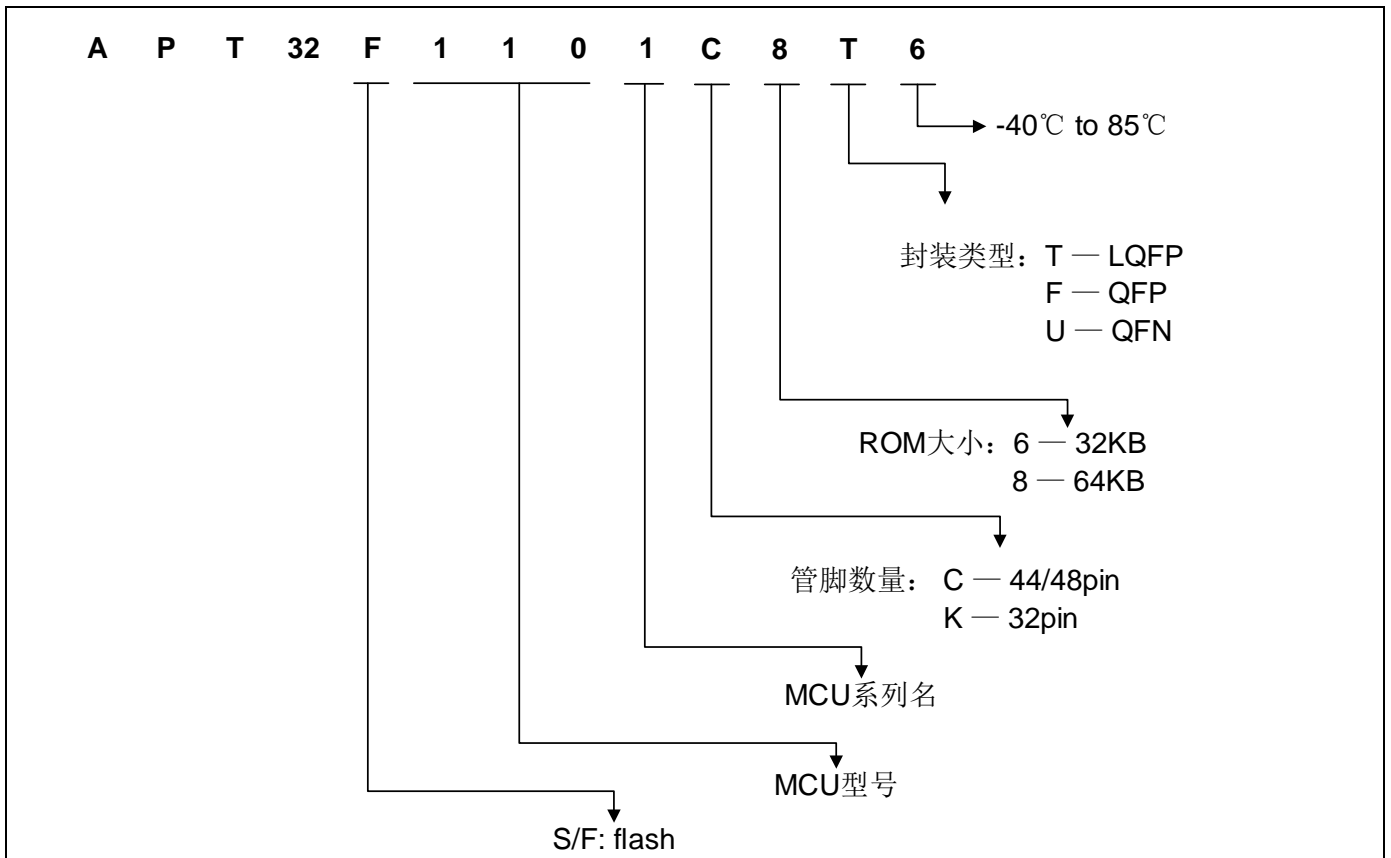 A P T 32 F 1 1 0 1 C 8 T 6
-40℃ to 85℃
封装类型：T — LQFP
F — QFP
U — QFN
ROM大小：6 — 32KB
8 — 64KB
管脚数量： C — 44/48pin
K — 32pin
MCU系列名
MCU型号
S/F: flash